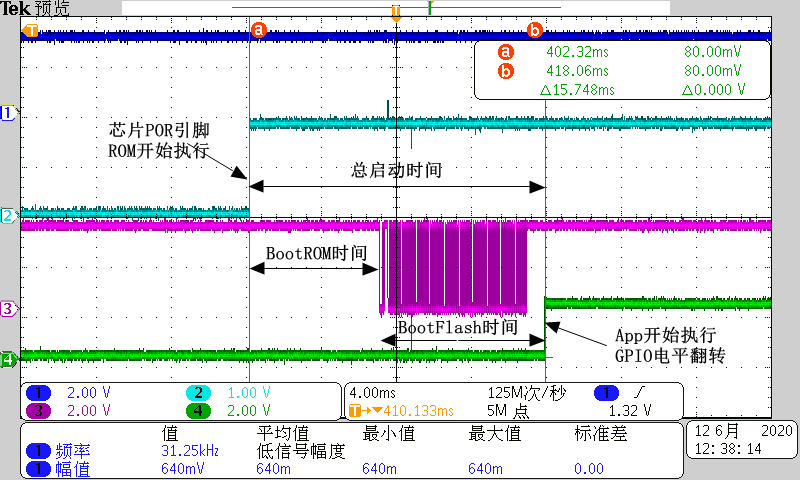 Tek 预览
T
T
a
b
a 402.32ms 80.00mV
b 418.06ms 80.00mV
△15.748ms △0.000 V
1
芯片POR引脚
ROM开始执行
总启动时间
2
BootROM时间
3
BootFlash时间
App开始执行
GPIO电平翻转
4
1 2.00 V 2 1.00 V
3 2.00 V 4 2.00 V
4.00ms 125M次/秒 1
T→▼410.133ms 5M 点 1.32 V
值 平均值 最小值 最大值 标准差
1 频率 31.25kHz 低信号幅度
1 幅值 640mV 640m 640m 640m 0.00
12 6月 2020
12:38:14